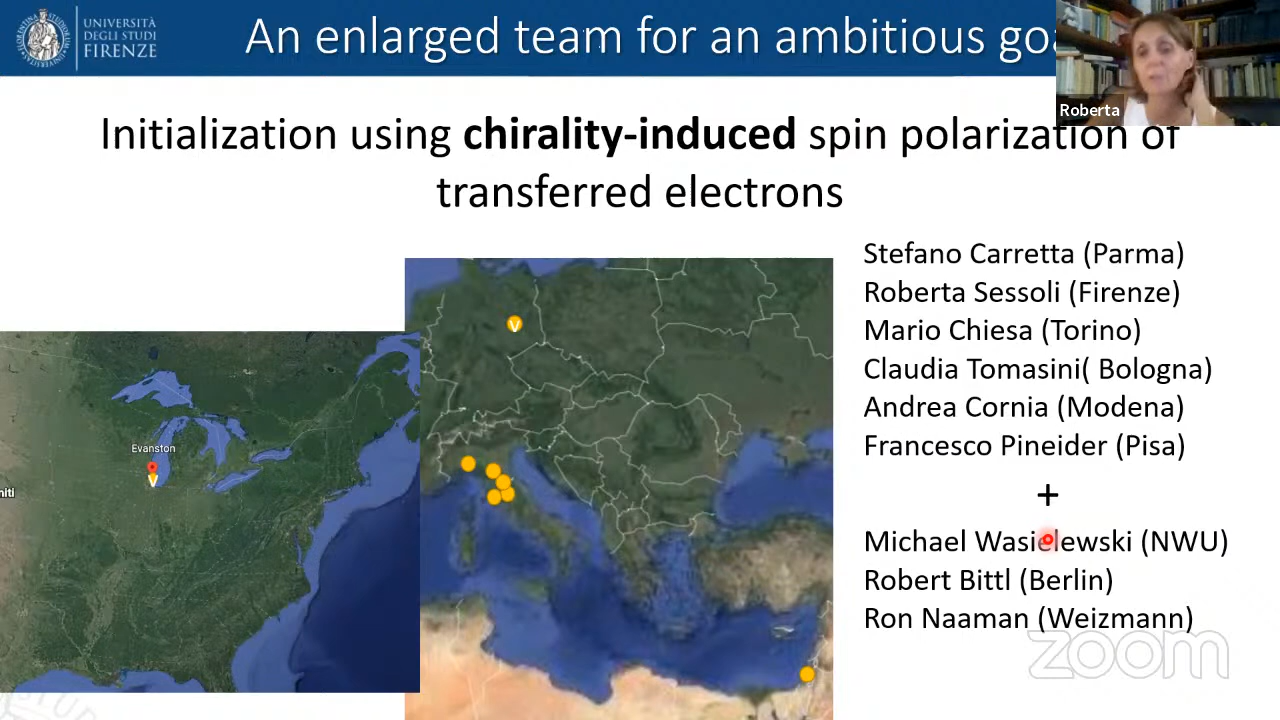 UNIVERSITÀ
DEGLI STUDI
FIRENZE
An enlarged team for an ambitious
Roberta
Initialization using chirality-induced spin polarization of
transferred electrons
Stefano Carretta (Parma)
Roberta Sessoli (Firenze)
Mario Chiesa (Torino)
Claudia Tomasini( Bologna)
Andrea Cornia (Modena)
Francesco Pineider (Pisa)
+
Michael Wasielewski (NWU)
Robert Bittl (Berlin)
Ron Naaman (Weizmann)
V
Evanston
V
niti
zoom